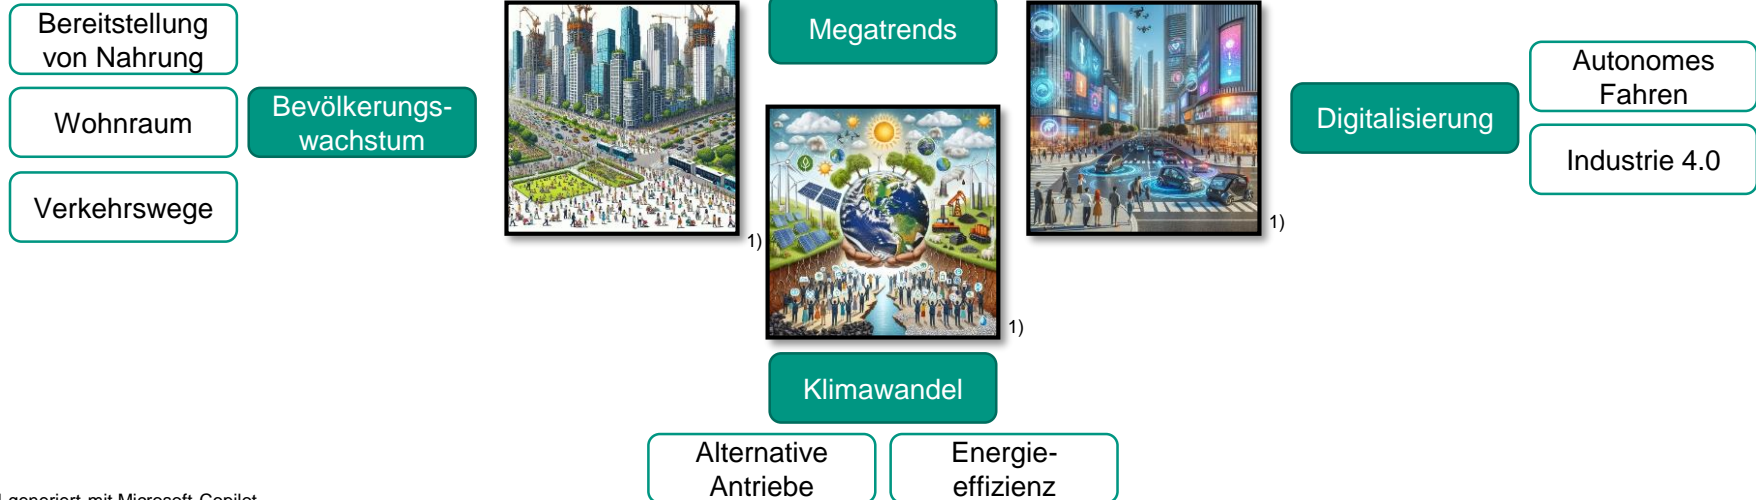 Bereitstellung
von Nahrung
Wohnraum
Verkehrswege
Bevölkerungs-
wachstum
1)
Megatrends
1)
Klimawandel
Alternative
Antriebe
Energie-
effizienz
1)
Digitalisierung
Autonomes
Fahren
Industrie 4.0
generiert mit Microsoft Copilot